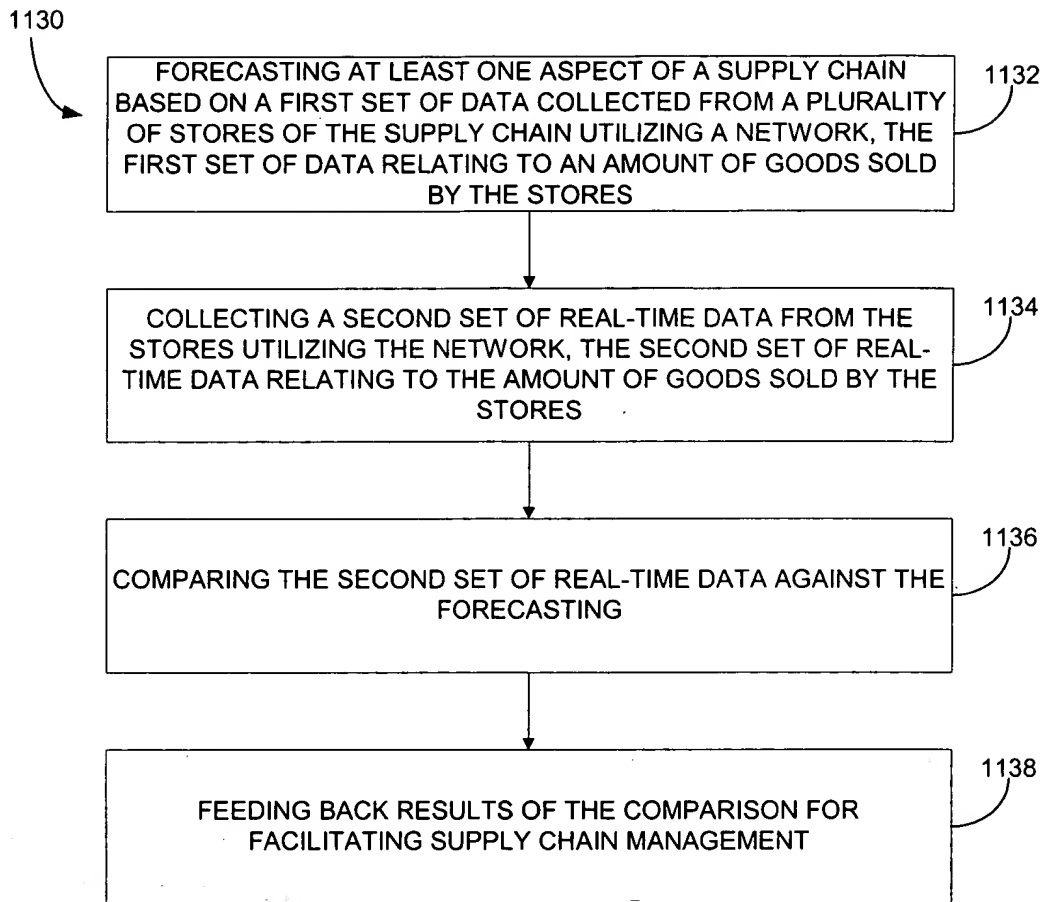 1130
FORECASTING AT LEAST ONE ASPECT OF A SUPPLY CHAIN
BASED ON A FIRST SET OF DATA COLLECTED FROM A PLURALITY
OF STORES OF THE SUPPLY CHAIN UTILIZING A NETWORK, THE
FIRST SET OF DATA RELATING TO AN AMOUNT OF GOODS SOLD
BY THE STORES
1132
COLLECTING A SECOND SET OF REAL-TIME DATA FROM THE
STORES UTILIZING THE NETWORK, THE SECOND SET OF REAL-
TIME DATA RELATING TO THE AMOUNT OF GOODS SOLD BY THE
STORES
1134
COMPARING THE SECOND SET OF REAL-TIME DATA AGAINST THE
FORECASTING
1136
FEEDING BACK RESULTS OF THE COMPARISON FOR
FACILITATING SUPPLY CHAIN MANAGEMENT
1138